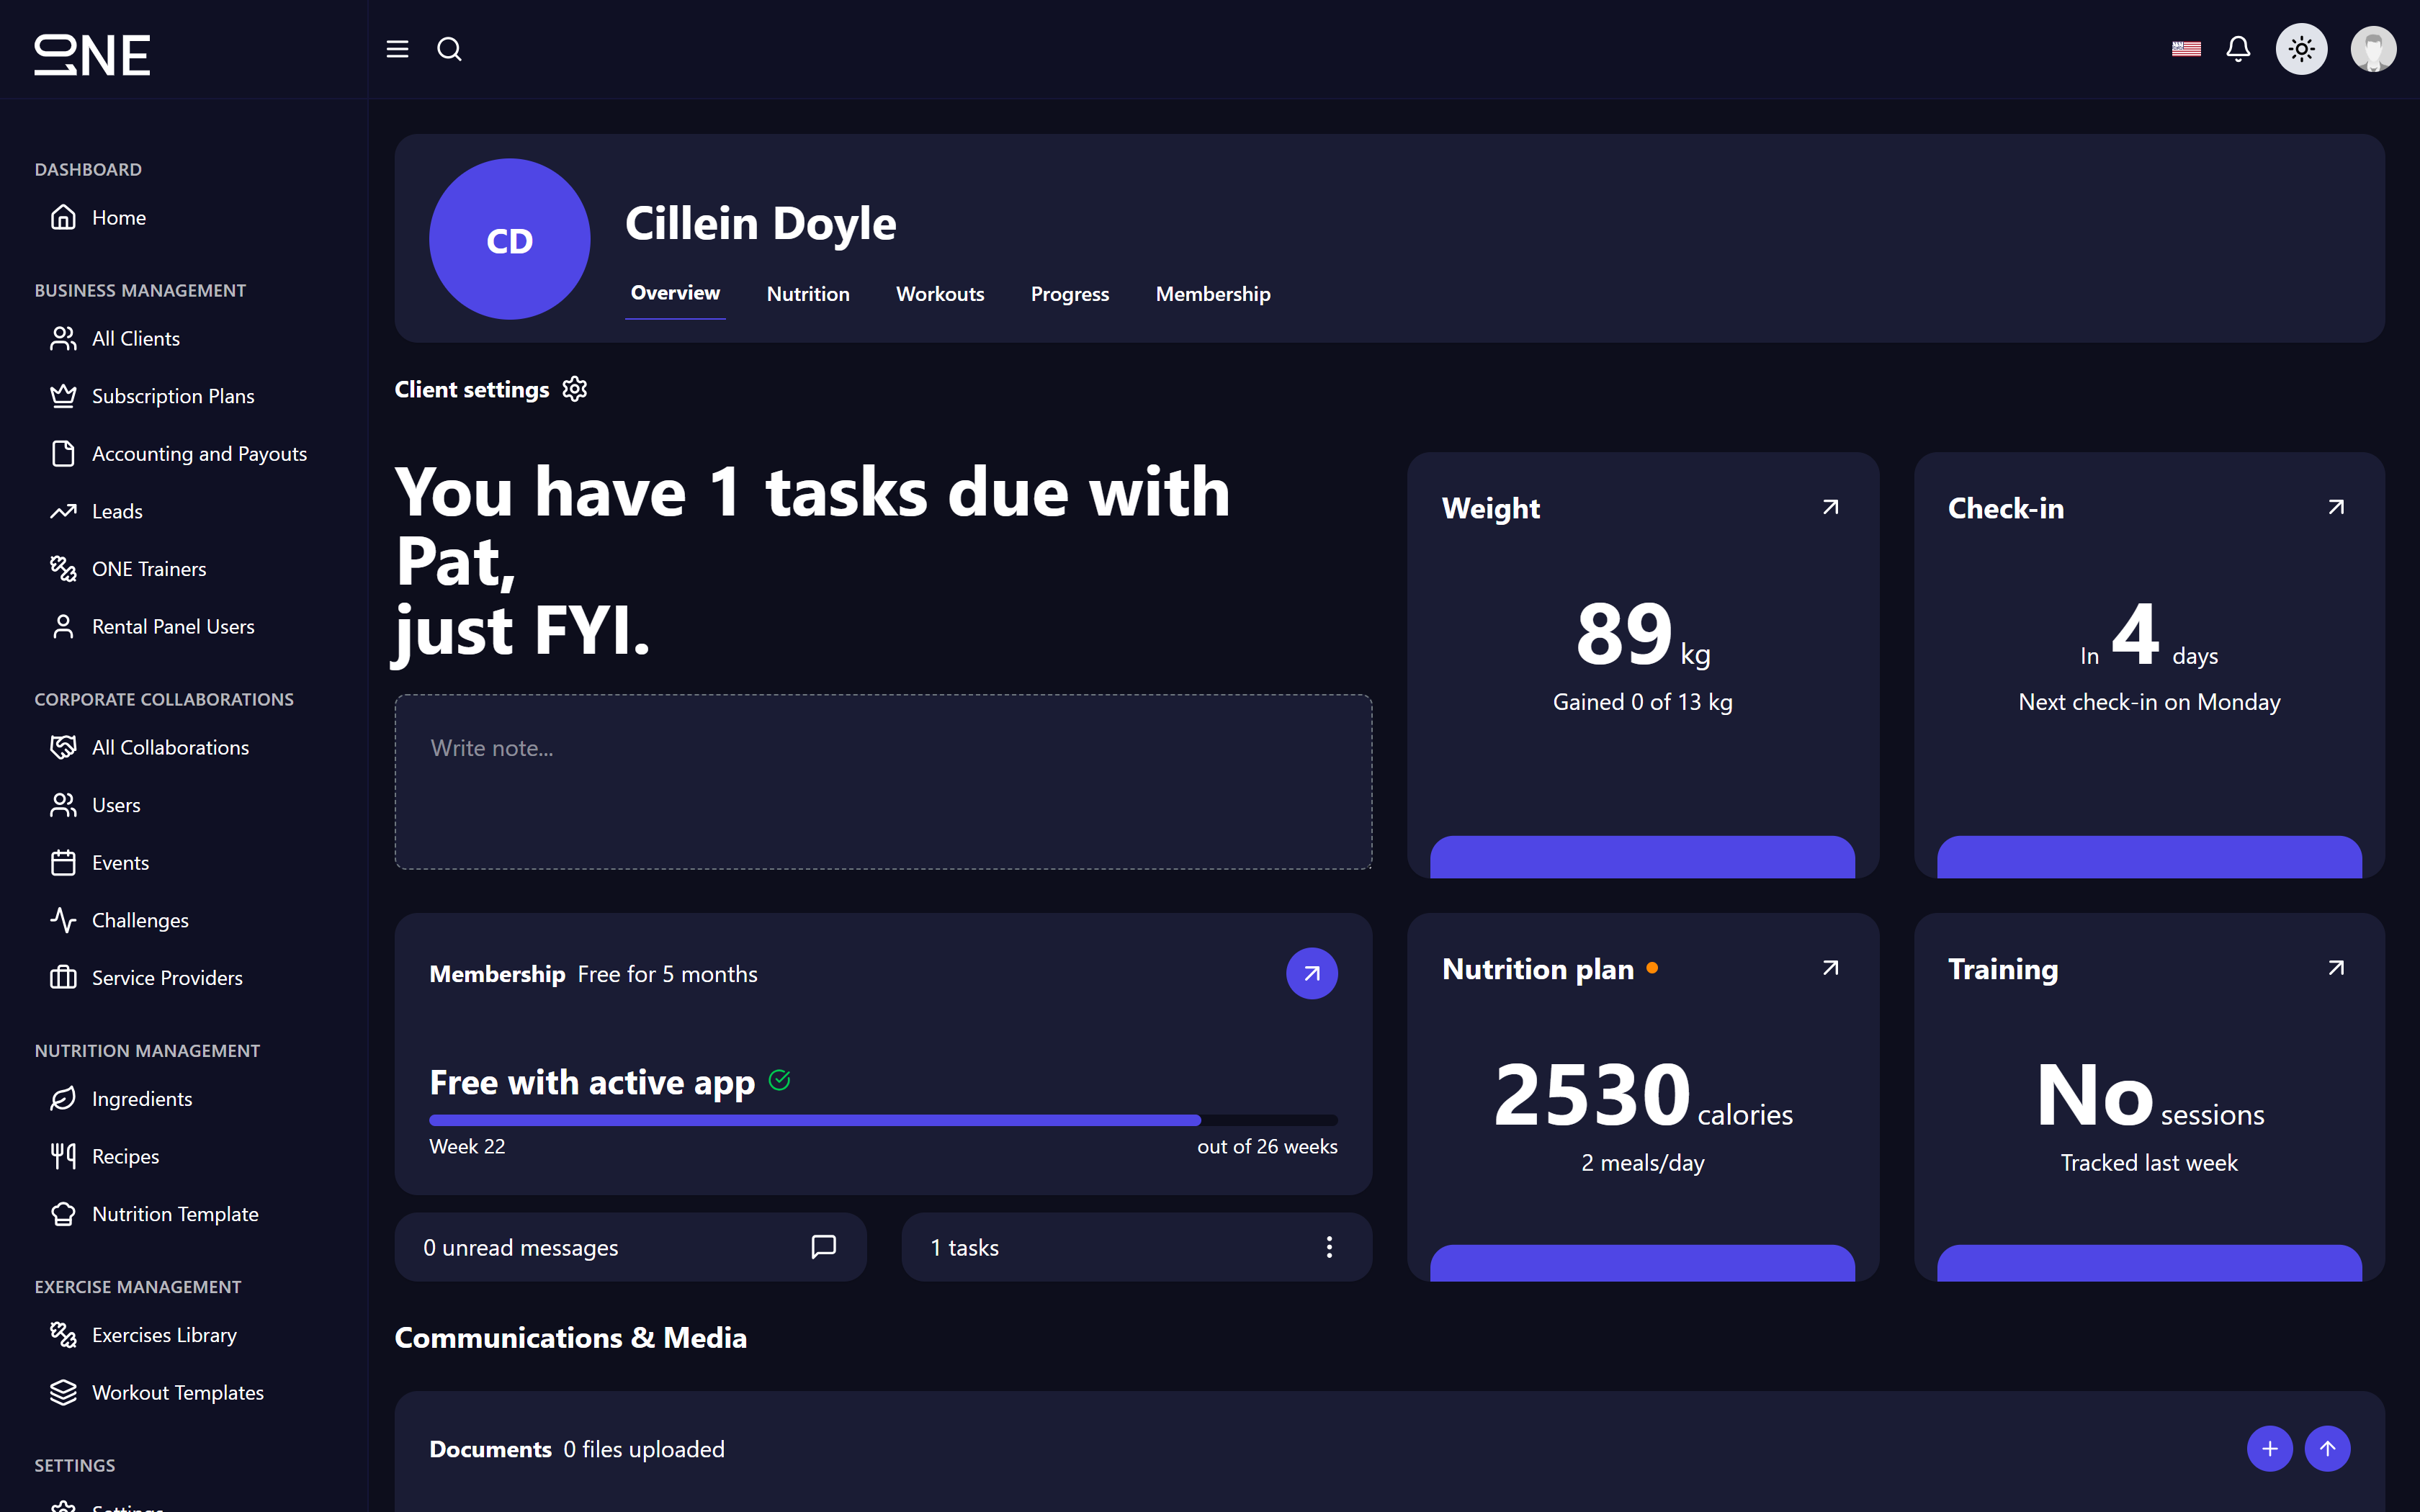 ONE
DASHBOARD
Home
BUSINESS MANAGEMENT
All Clients
Subscription Plans
Accounting and Payouts
Leads
ONE Trainers
Rental Panel Users
CORPORATE COLLABORATIONS
All Collaborations
Users
Events
Challenges
Service Providers
NUTRITION MANAGEMENT
Ingredients
Recipes
Nutrition Template
EXERCISE MANAGEMENT
Exercises Library
Workout Templates
SETTINGS
Settings
CD
Cillein Doyle
Overview Nutrition Workouts Progress Membership
Client settings
You have 1 tasks due with
Pat,
just FYI.
Write note...
Weight
89 kg
Gained 0 of 13 kg
Check-in
In 4 days
Next check-in on Monday
Membership Free for 5 months
Free with active app
Week 22 out of 26 weeks
0 unread messages
1 tasks
Nutrition plan
2530 calories
2 meals/day
Training
No sessions
Tracked last week
Communications & Media
Documents 0 files uploaded